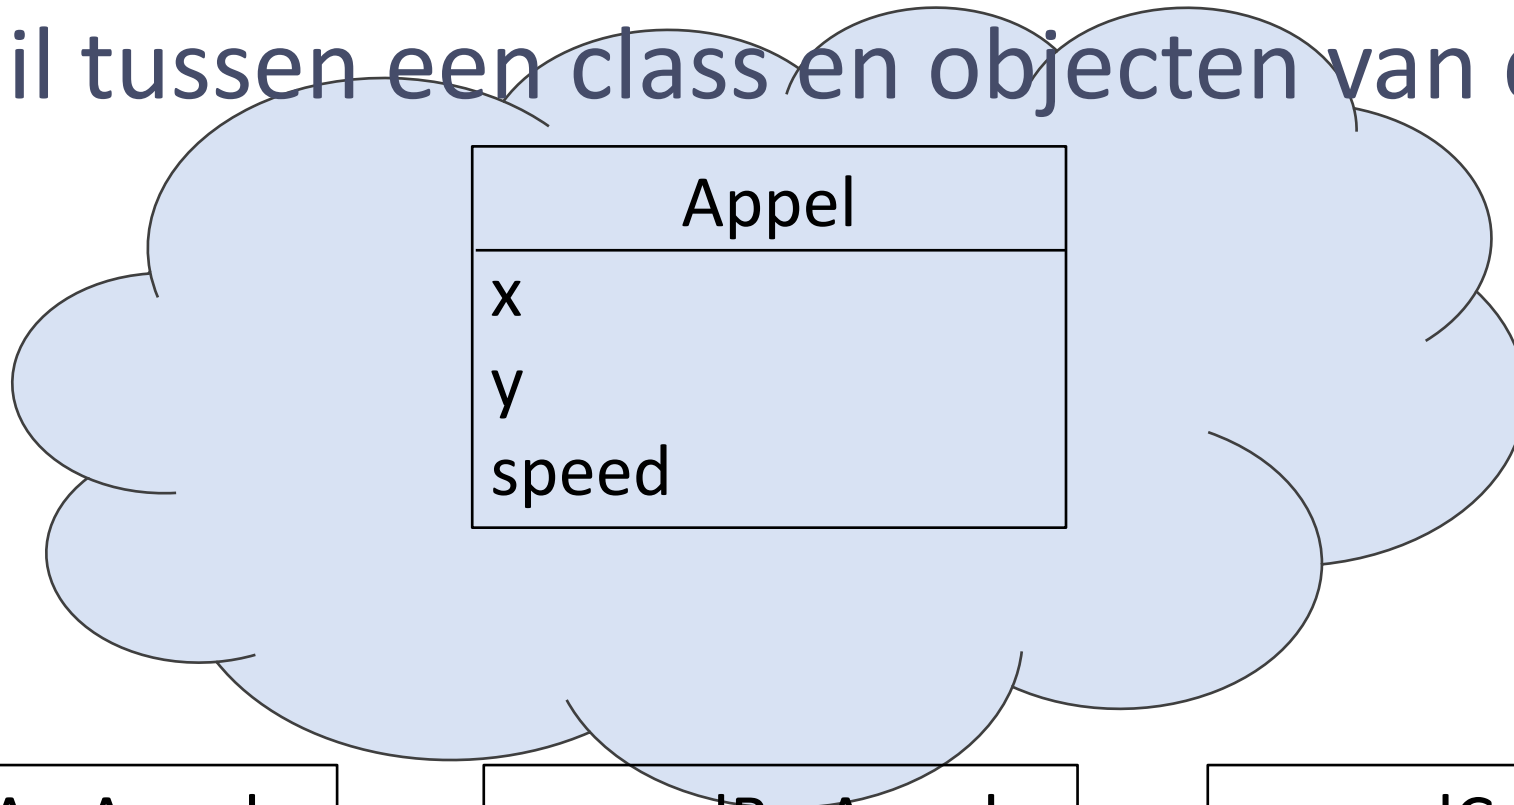 il tussen een class en objecten van
Appel
x
y
speed